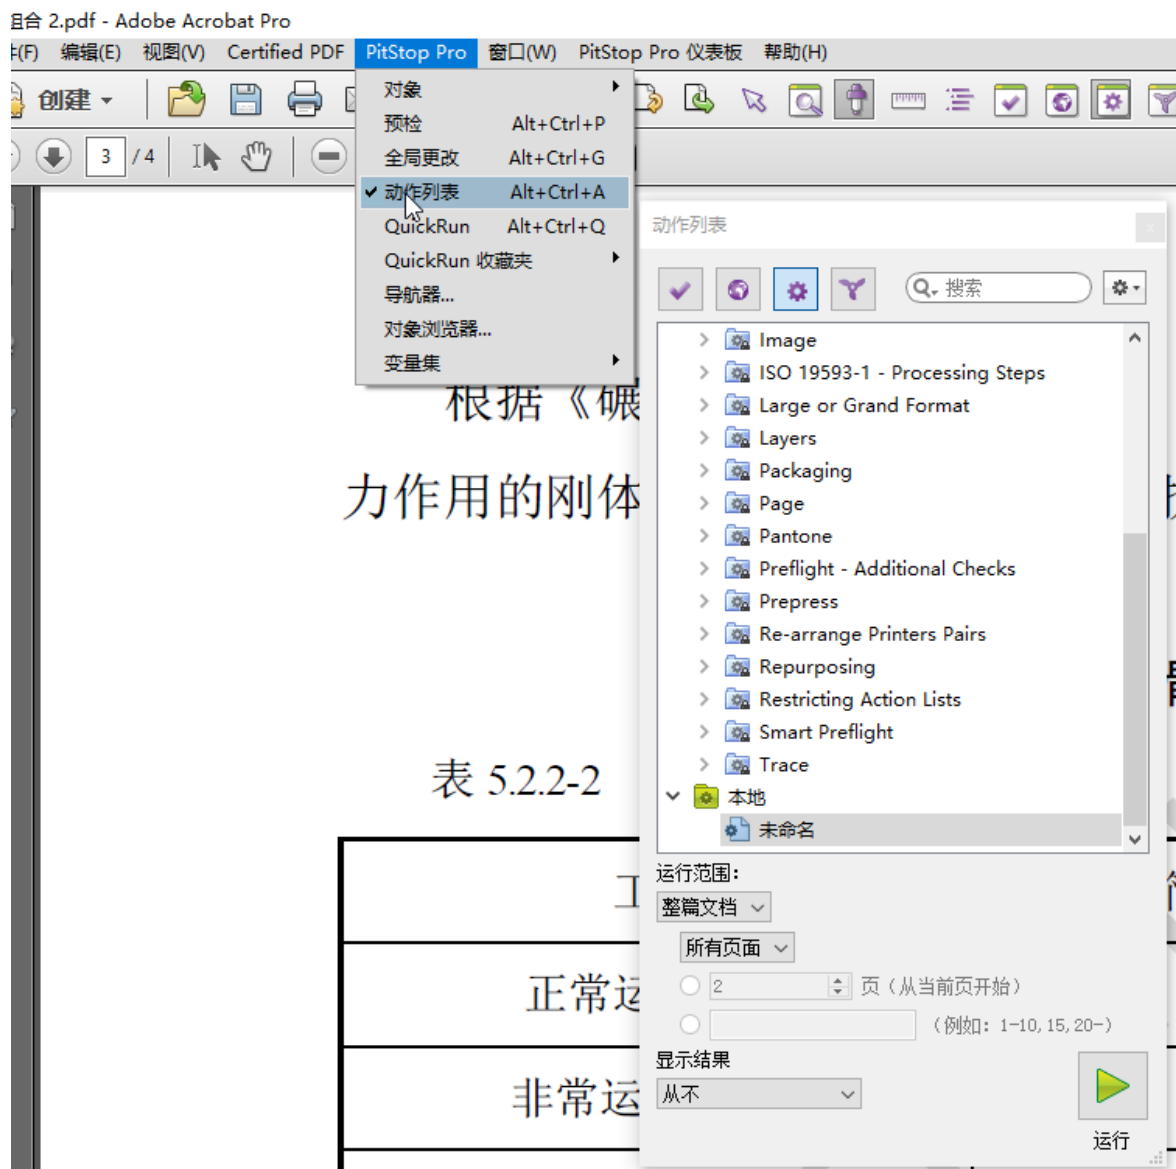 组合 2.pdf - Adobe Acrobat Pro
(F) 编辑(E) 视图(V) Certified PDF PitStop Pro 窗口(W) PitStop Pro 仪表板 帮助(H)
创建
3 / 4
对象
预检 Alt+Ctrl+P
全局更改 Alt+Ctrl+G
动作列表 Alt+Ctrl+A
QuickRun Alt+Ctrl+Q
QuickRun 收藏夹
导航器...
对象浏览器...
变量集
根据《碾
力作用的刚体
表 5.2.2-2
正常运
非常运
动作列表
搜索
Image
ISO 19593-1 - Processing Steps
Large or Grand Format
Layers
Packaging
Page
Pantone
Preflight - Additional Checks
Prepress
Re-arrange Printers Pairs
Repurposing
Restricting Action Lists
Smart Preflight
Trace
本地
未命名
运行范围：
整篇文档
所有页面
2 页（从当前页开始）
（例如：1-10,15,20-）
显示结果
从不
运行